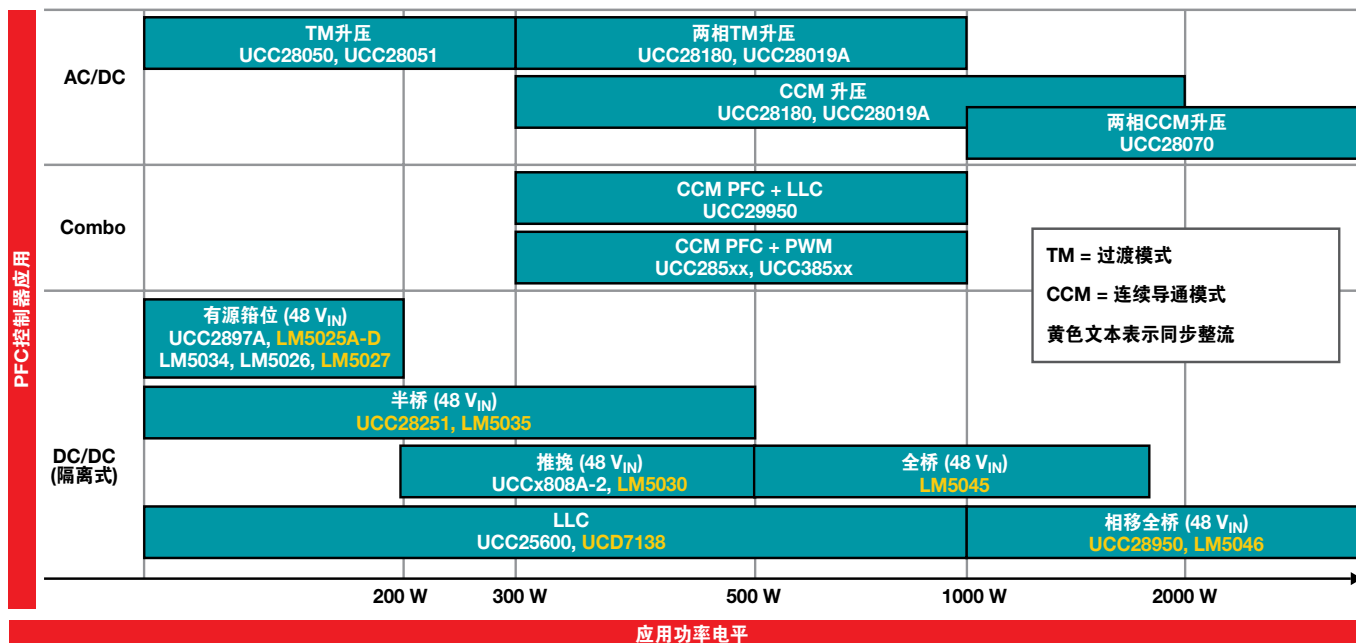 PFC控制器应用
AC/DC
TM升压
UCC28050, UCC28051
两相TM升压
UCC28180, UCC28019A
CCM 升压
UCC28180, UCC28019A
两相CCM升压
UCC28070
Combo
CCM PFC + LLC
UCC29950
CCM PFC + PWM
UCC285xx, UCC385xx
TM = 过渡模式
CCM = 连续导通模式
黄色文本表示同步整流
DC/DC
(隔离式)
有源箝位 (48 VIN)
UCC2897A, LM5025A-D
LM5034, LM5026, LM5027
半桥 (48 VIN)
UCC28251, LM5035
推挽 (48 VIN)
UCCx808A-2, LM5030
全桥 (48 VIN)
LM5045
LLC
UCC25600, UCD7138
相移全桥 (48 VIN)
UCC28950, LM5046
200 W 300 W 500 W 1000 W 2000 W
应用功率电平